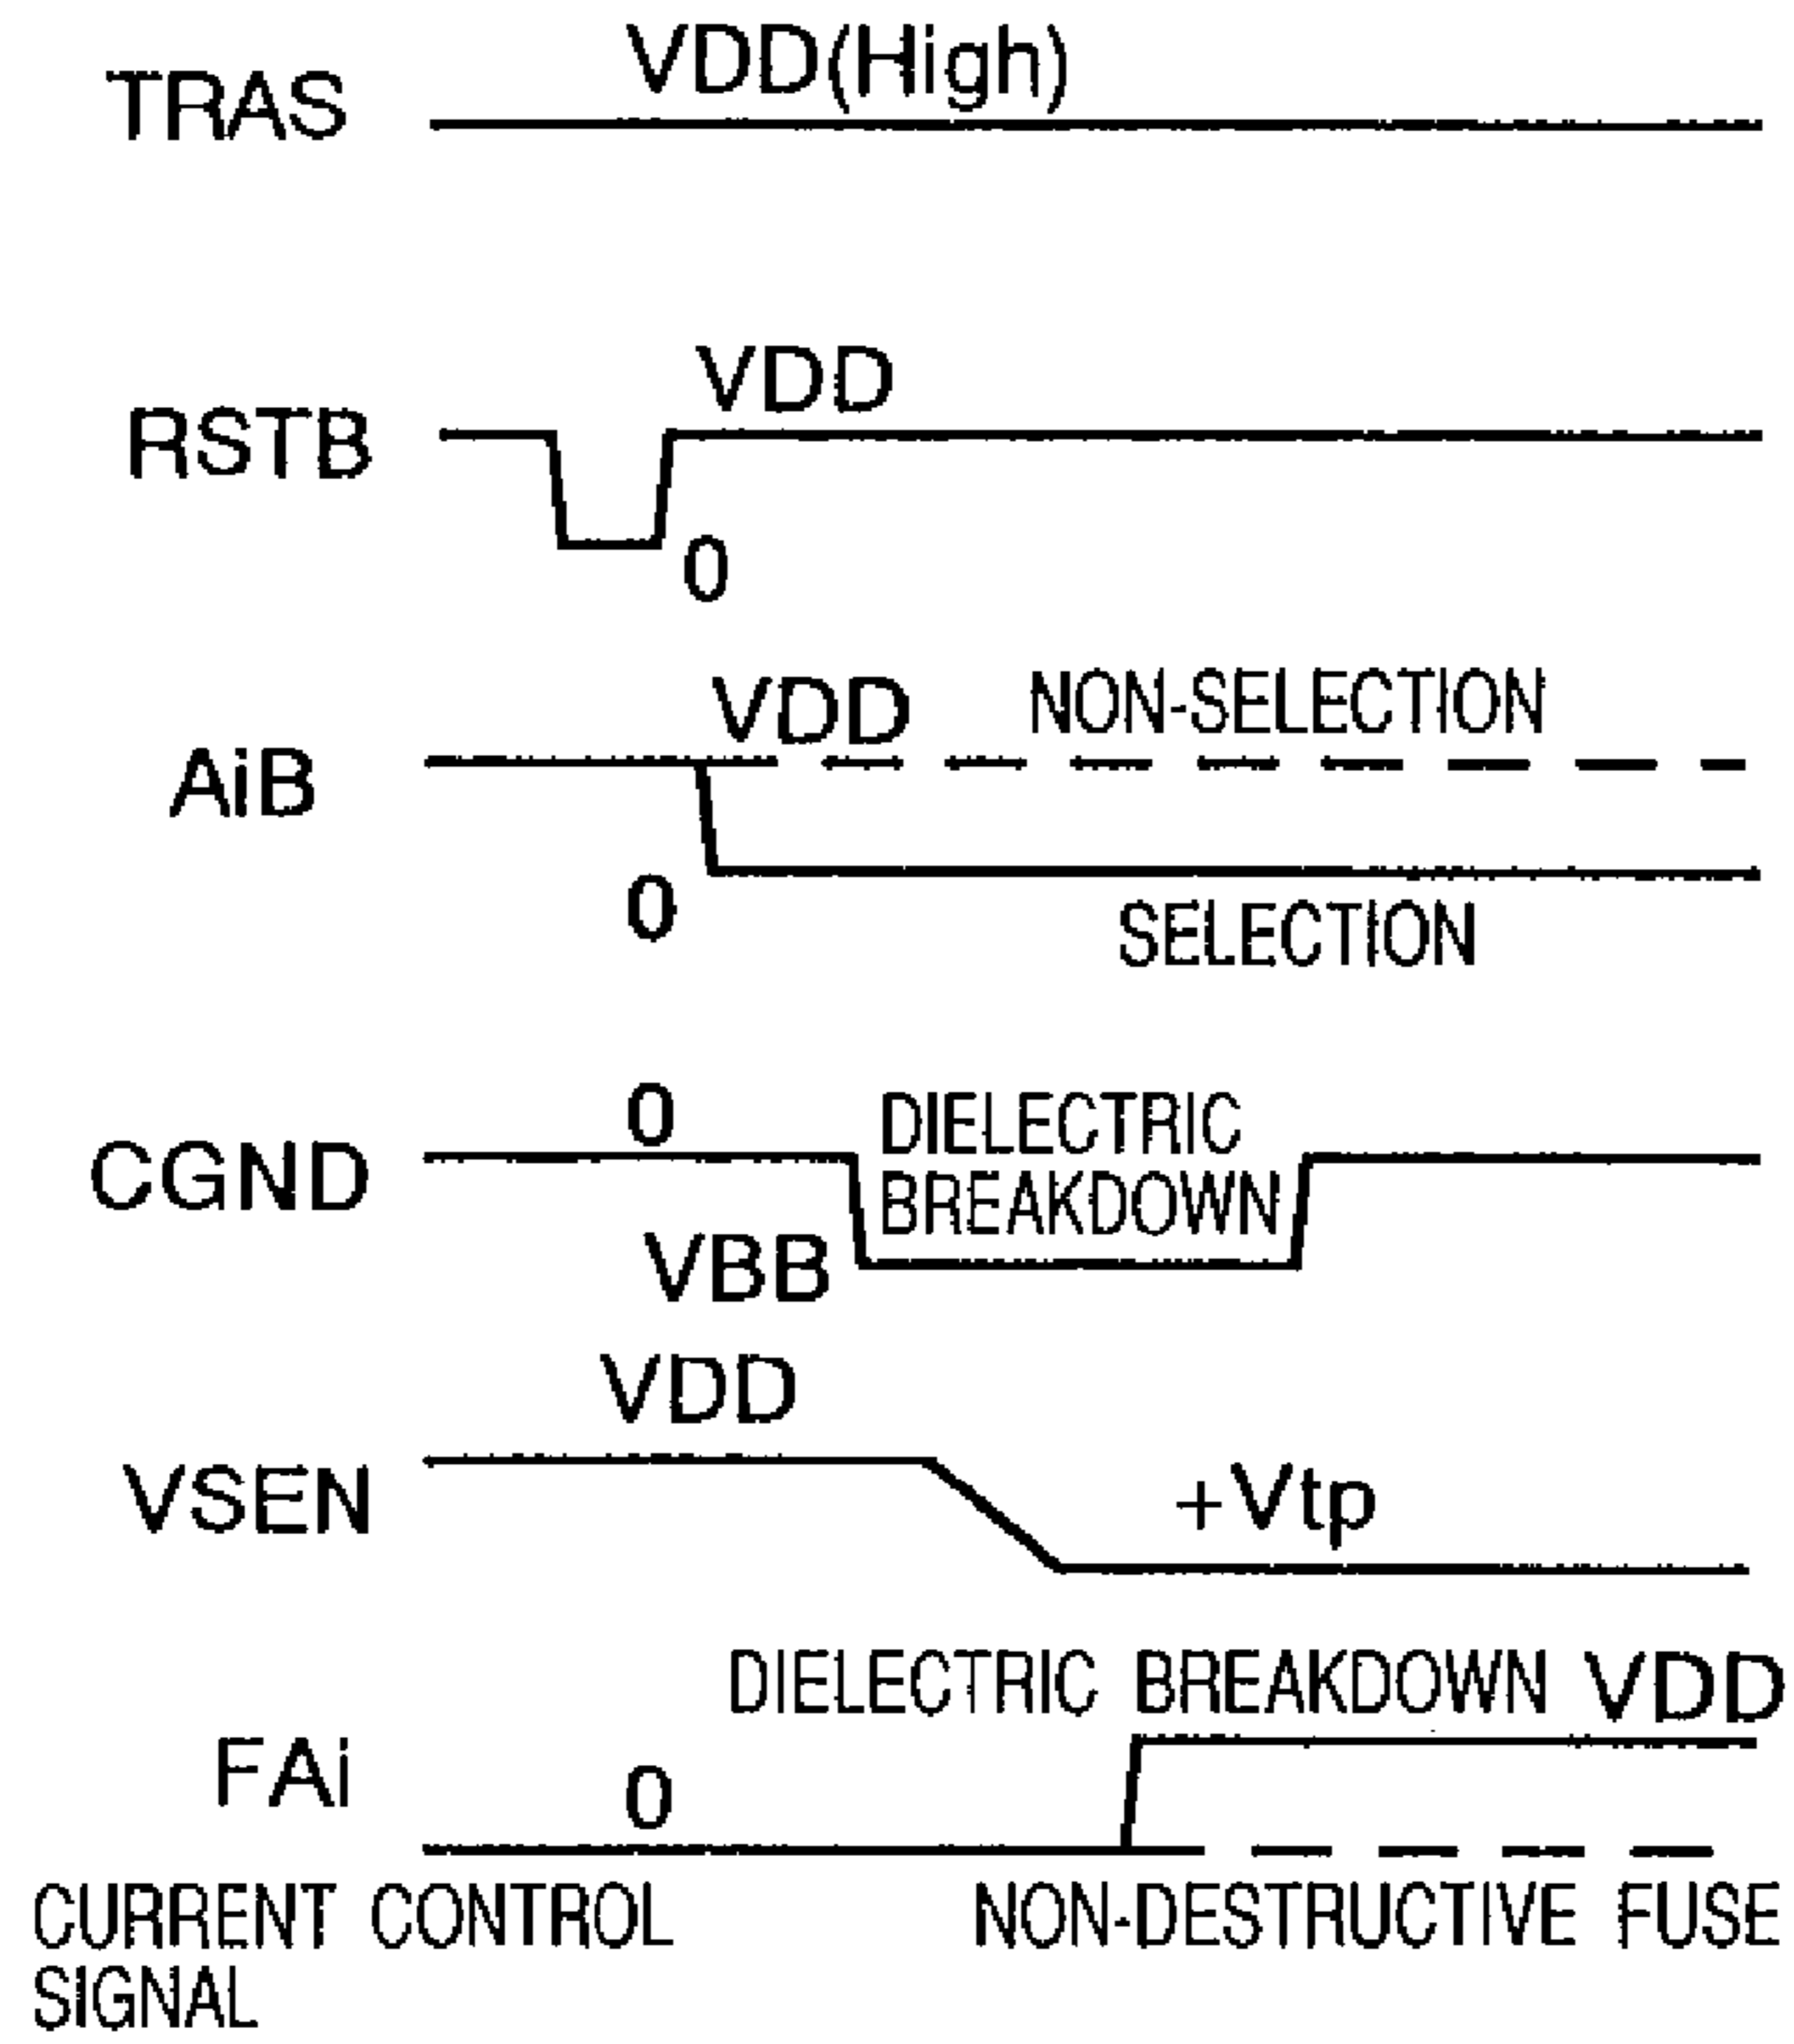 VDD(High)
TRAS
VDD
RSTB
0
VDD NON-SELECTION
AiB
0
SELECTION
0 DIELECTRIC
CGND
BREAKDOWN
VBB
VDD
VSEN
+Vtp
DIELECTRIC BREAKDOWN VDD
FAi
0
CURRENT CONTROL NON-DESTRUCTIVE FUSE
SIGNAL